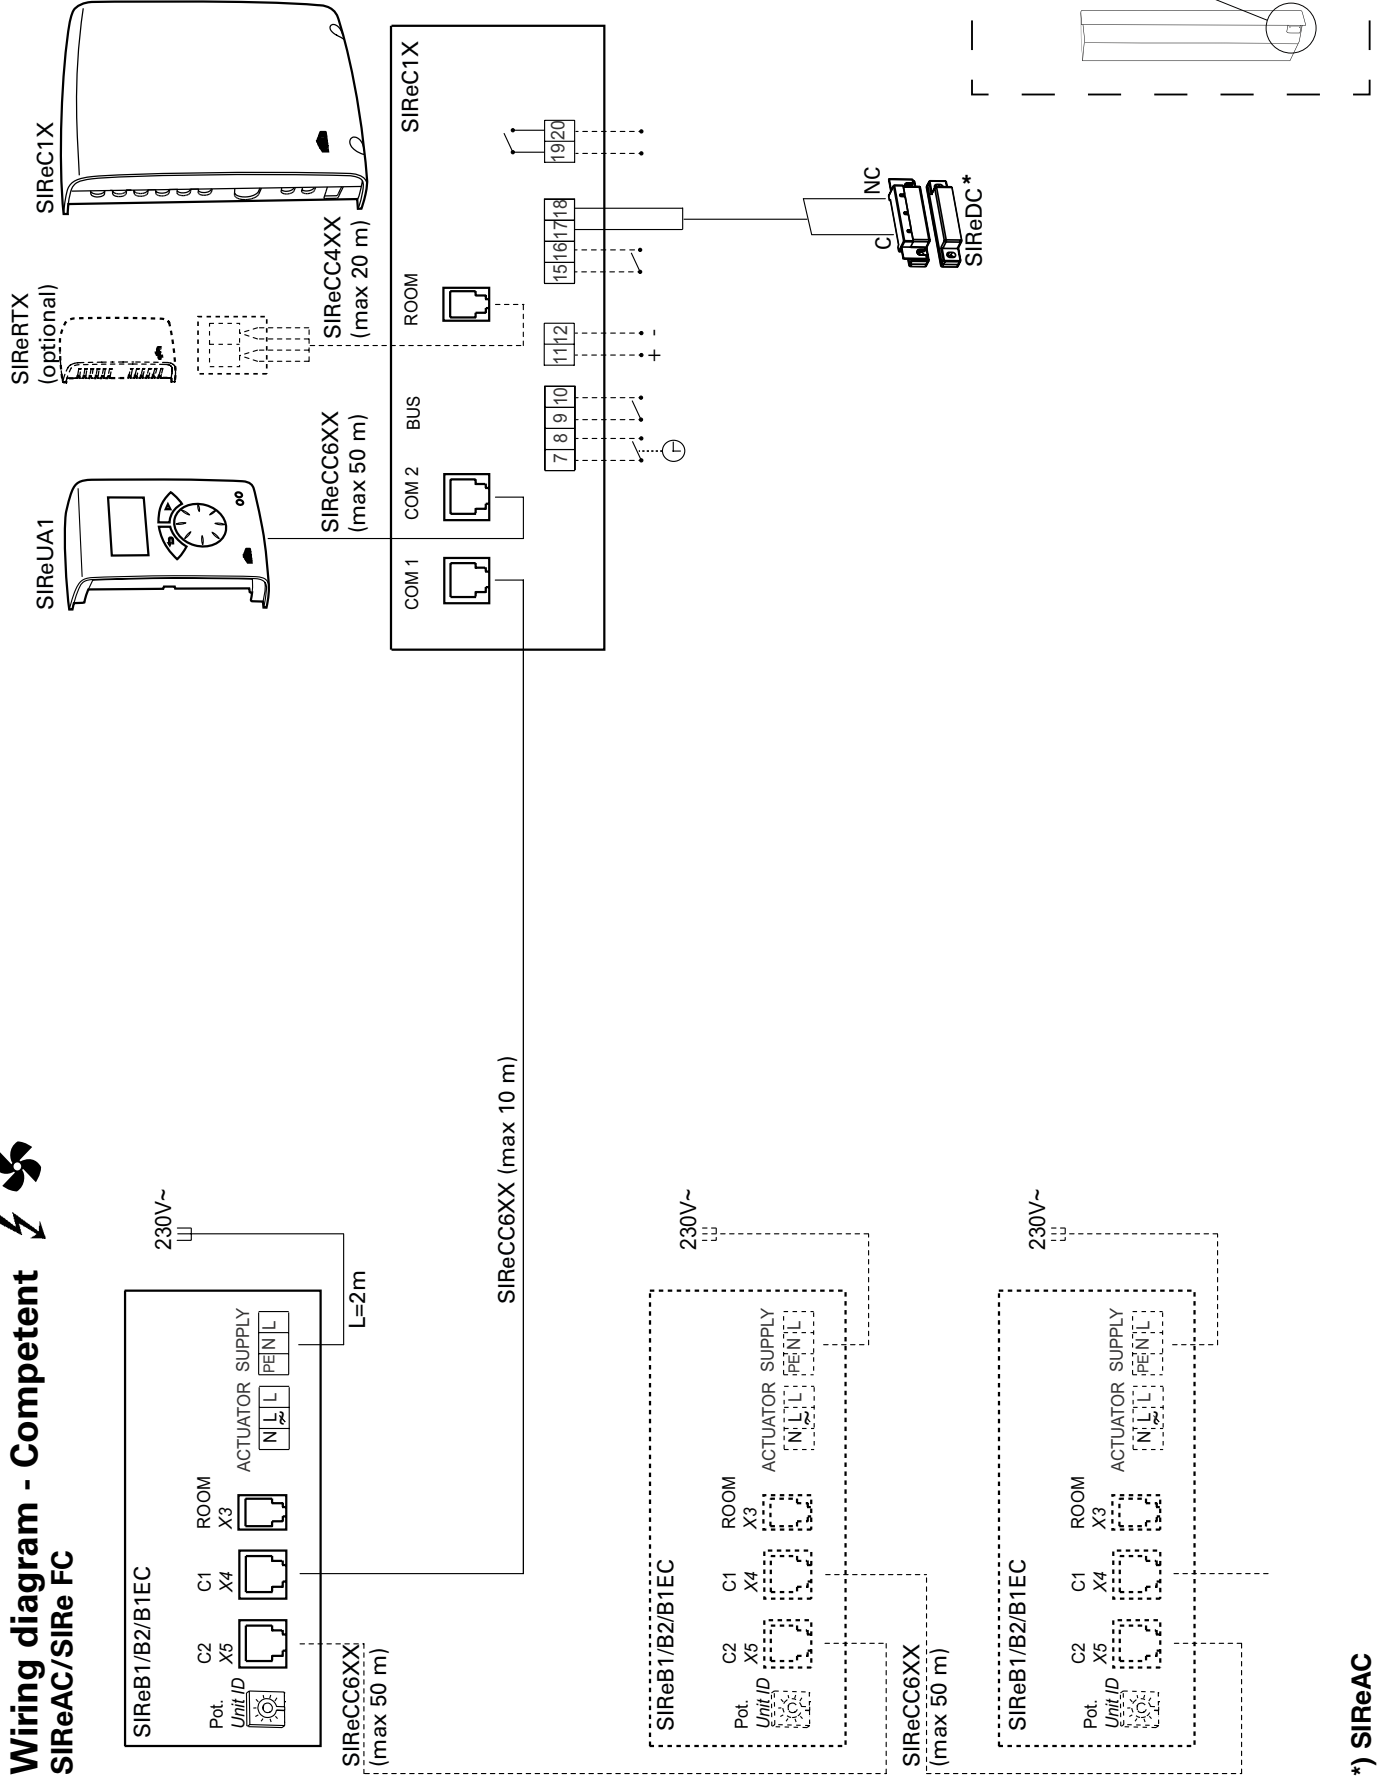 Wiring diagram - Competent
SIReAC/SIRe FC
SIReB1/B2/B1EC
Pot.
Unit ID
C2
X5
C1
X4
ROOM
X3
ACTUATOR
N L L
SUPPLY
PE N L
230V~
L=2m
SIReCC6XX
(max 50 m)
SIReCC6XX (max 10 m)
SIReUA1
SIReCC6XX
(max 50 m)
SIReRTX
(optional)
SIReCC4XX
(max 20 m)
SIReC1X
SIReC1X
COM 1
COM 2
BUS
ROOM
7 8 9 10
11 12
15 16 17 18
19 20
+ -
C
NC
SIReDC*
SIReB1/B2/B1EC
Pot.
Unit ID
C2
X5
C1
X4
ROOM
X3
ACTUATOR
N L L
SUPPLY
PE N L
230V~
SIReCC6XX
(max 50 m)
SIReB1/B2/B1EC
Pot.
Unit ID
C2
X5
C1
X4
ROOM
X3
ACTUATOR
N L L
SUPPLY
PE N L
230V~
*) SIReAC